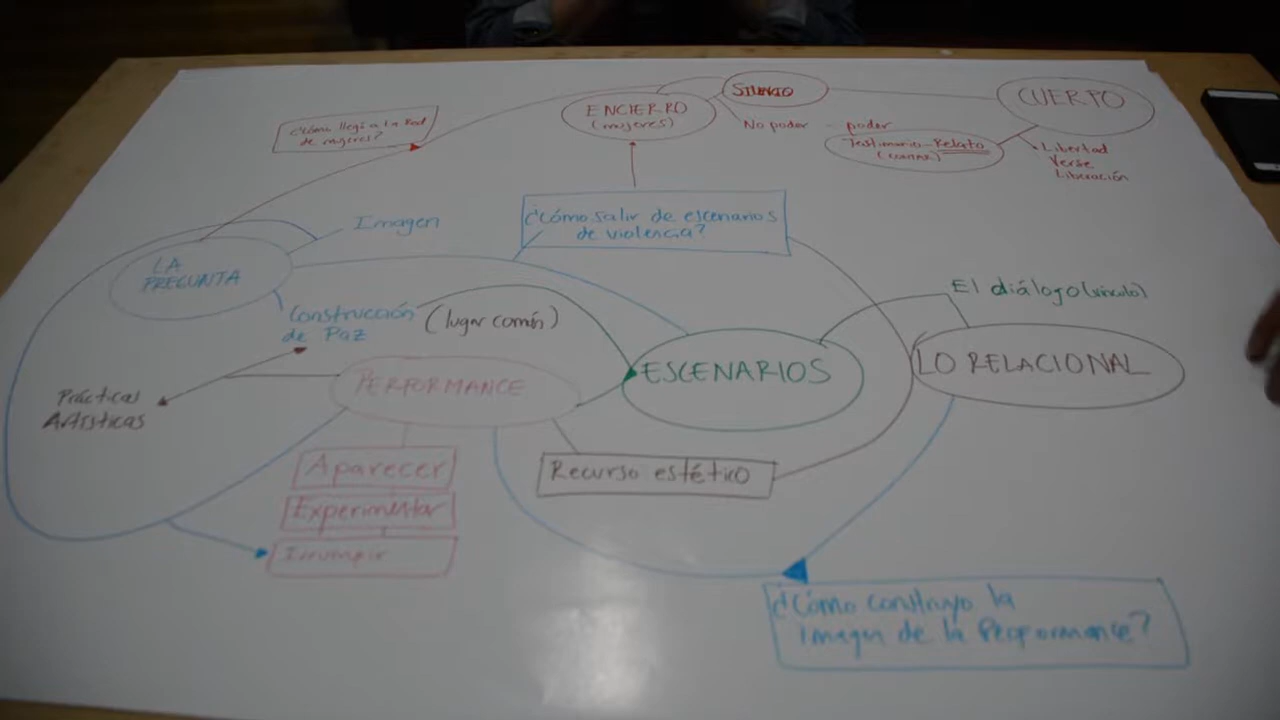 SILENCIO
CUERPO
ENCIERRO
(mujeres)
¿Cómo llegó a la Red
de mujeres?
No poder - poder
Testimonio-Relato
Libertad
Verse
Liberación
Imagen
¿Cómo salir de escenarios
de violencia?
LA
PREGUNTA
El diálogo (vínculo)
Construcción
de Paz
(lugar común)
ESCENARIOS
LO RELACIONAL
PERFORMANCE
Prácticas
Artísticas
Aparecer
Recurso estético
Experimentar
Irrumpir
¿Cómo construyo la
imagen de la Performance?